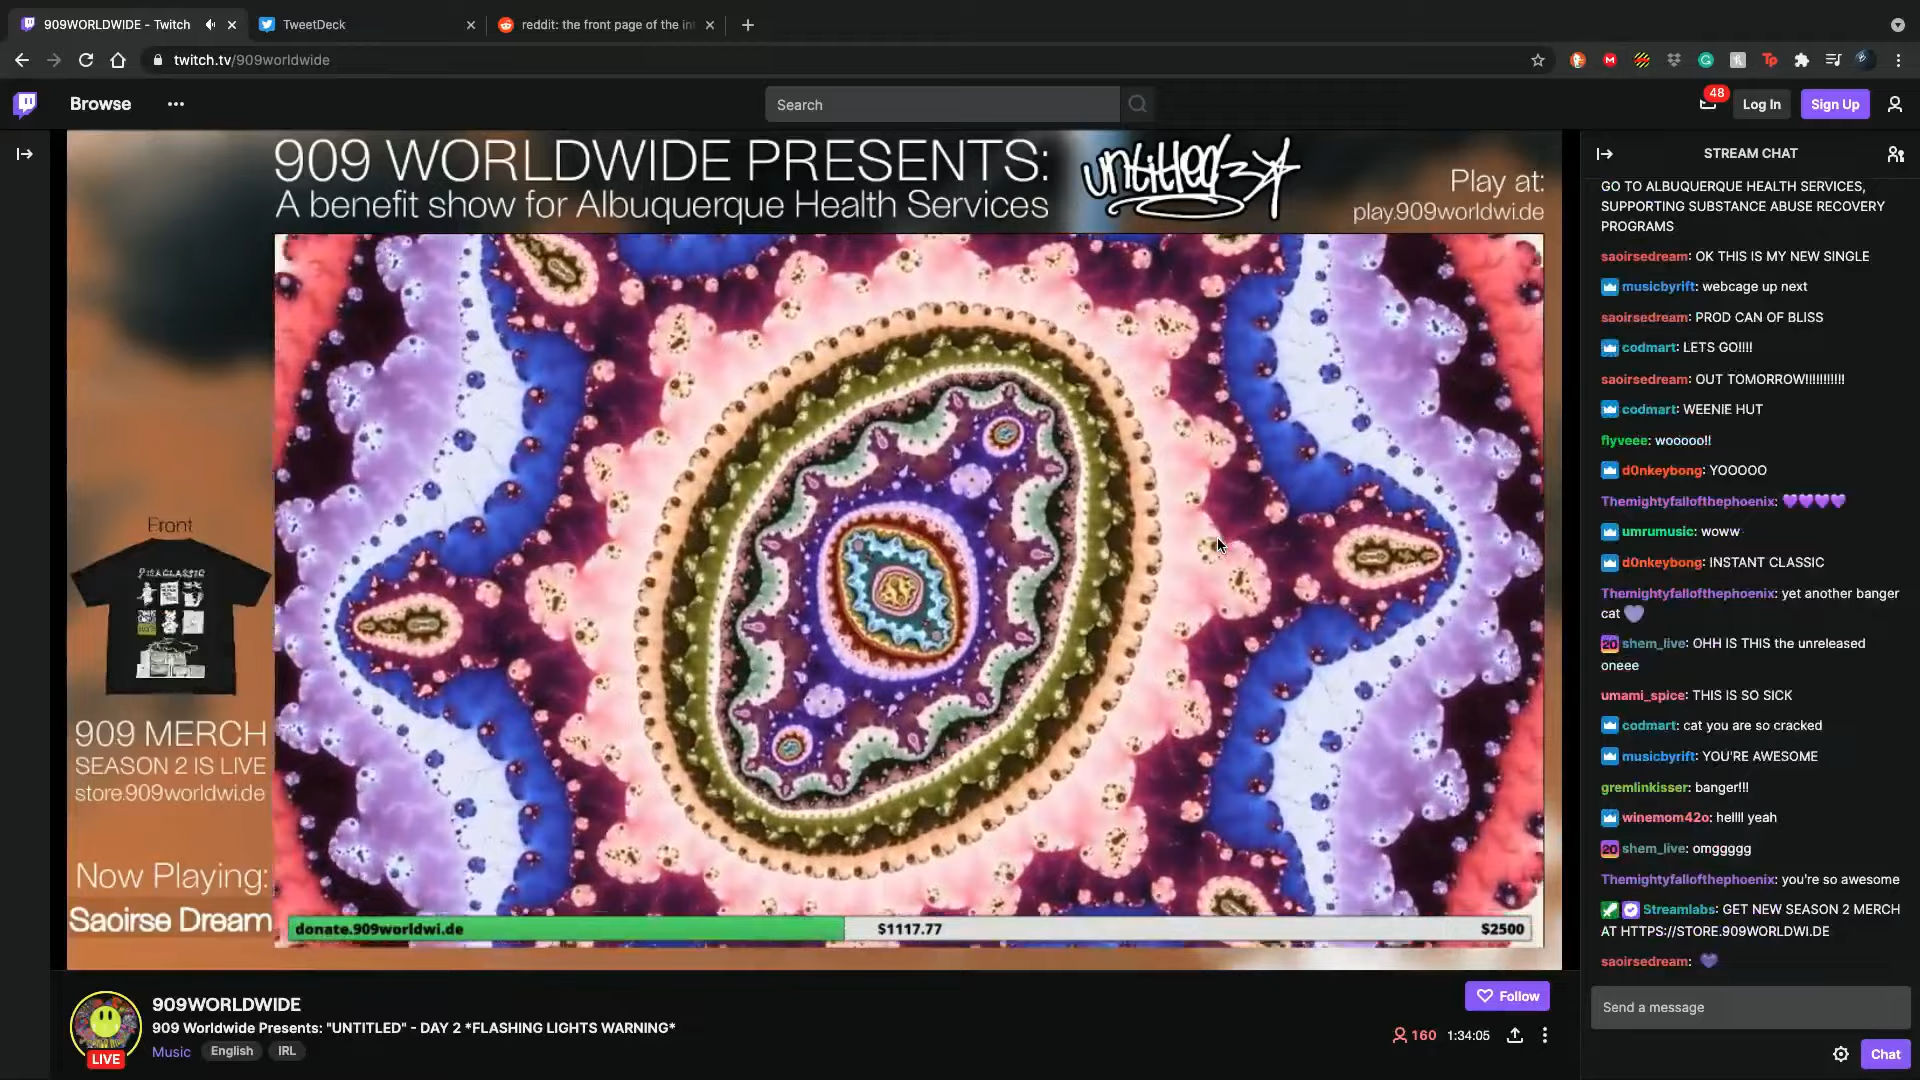 909WORLDWIDE - Twitch
TweetDeck
reddit: the front page of the in
twitch.tv/909worldwide
Browse
Search
48
Log In
Sign Up
909 WORLDWIDE PRESENTS:
A benefit show for Albuquerque Health Services
untitled
Play at:
play.909worldwi.de
Front
909 MERCH
SEASON 2 IS LIVE
store.909worldwi.de
Now Playing:
Saoirse Dream
donate.909worldwi.de
$1117.77
$2500
LIVE
909WORLDWIDE
909 Worldwide Presents: "UNTITLED" - DAY 2 *FLASHING LIGHTS WARNING*
Music
English
IRL
Follow
160
1:34:05
STREAM CHAT
GO TO ALBUQUERQUE HEALTH SERVICES,
SUPPORTING SUBSTANCE ABUSE RECOVERY
PROGRAMS
saoirsedream: OK THIS IS MY NEW SINGLE
musicbyrift: webcage up next
saoirsedream: PROD CAN OF BLISS
codmart: LETS GO!!!!
saoirsedream: OUT TOMORROW!!!!!!!!!!!
codmart: WEENIE HUT
flyveee: wooooo!!
d0nkeybong: YOOOOO
Themightyfallofthephoenix: 💜💜💜💜
umrumusic: woww
d0nkeybong: INSTANT CLASSIC
Themightyfallofthephoenix: yet another banger
cat 💜
20 shem_live: OHH IS THIS the unreleased
oneee
umami_spice: THIS IS SO SICK
codmart: cat you are so cracked
musicbyrift: YOU'RE AWESOME
gremlinkisser: banger!!!
winemom42o: hellll yeah
20 shem_live: omggggg
Themightyfallofthephoenix: you're so awesome
Streamlabs: GET NEW SEASON 2 MERCH
AT HTTPS://STORE.909WORLDWI.DE
saoirsedream: 💜
Send a message
Chat